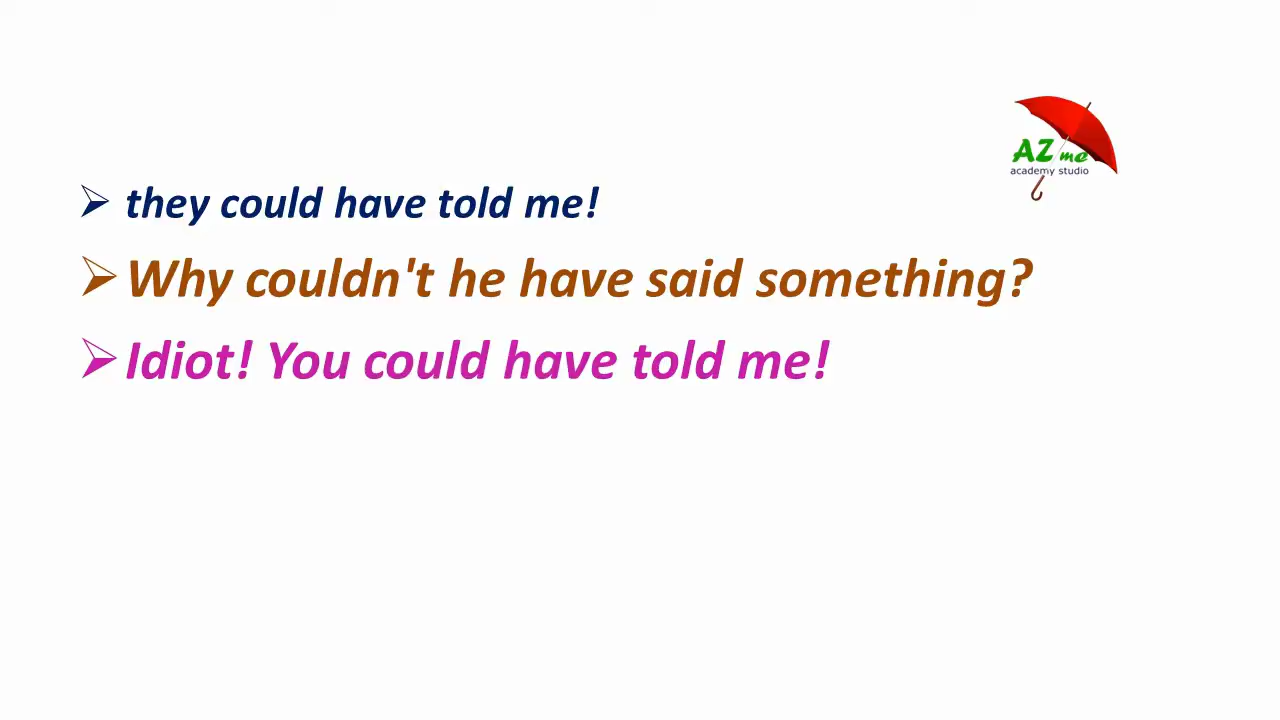 AZ me
academy studio
they could have told me!
Why couldn't he have said something?
Idiot! You could have told me!